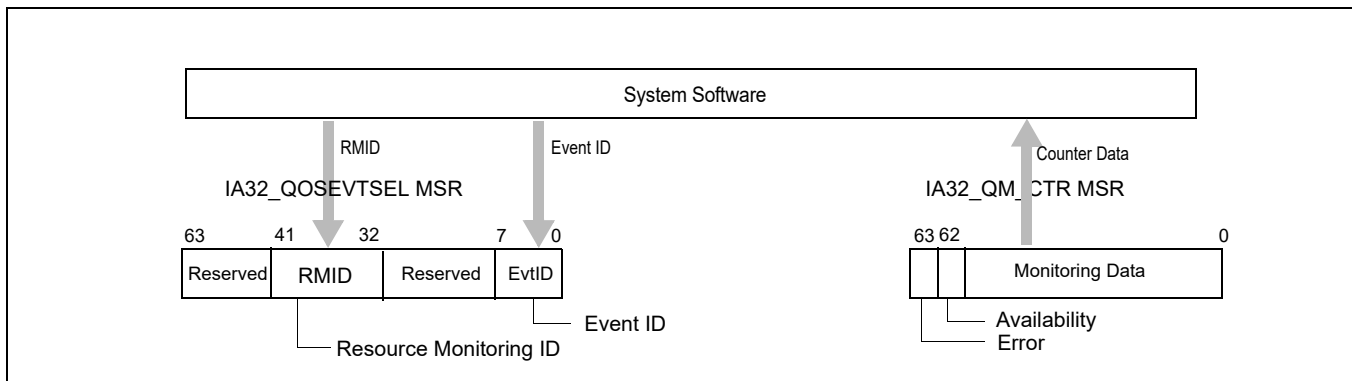 System Software
RMID
Event ID
Counter Data
IA32_QOSEVTSEL MSR
IA32_QM_CTR MSR
63 41 32 7 0
63 62 0
Reserved RMID Reserved EvtID
Monitoring Data
Event ID
Resource Monitoring ID
Availability
Error